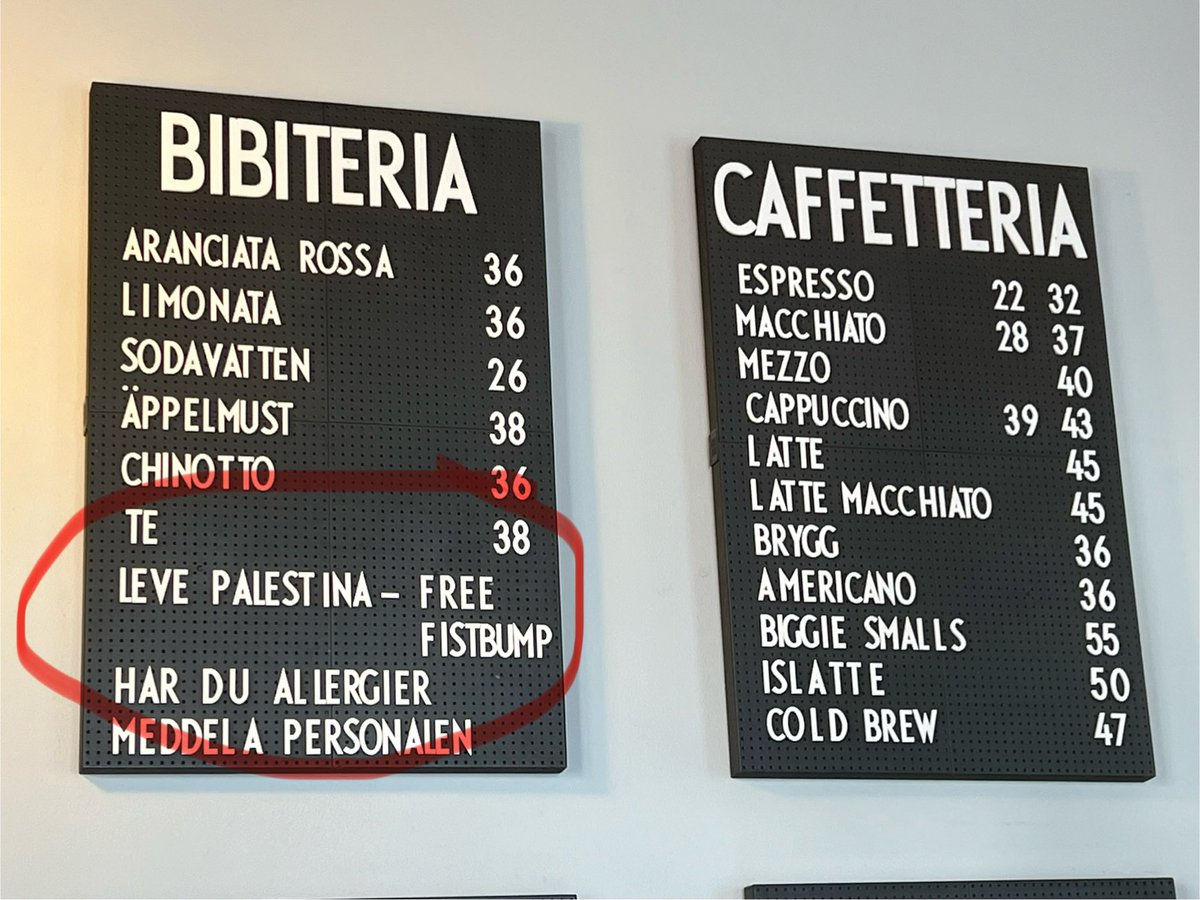 BIBITERIA
ARANCIATA ROSSA 36
LIMONATA 36
SODAVATTEN 26
ÄPPELMUST 38
CHINOTTO 36
TE 38
LEVE PALESTINA – FREE
FISTBUMP
HAR DU ALLERGIER
MEDDELA PERSONALEN
CAFFETTERIA
ESPRESSO 22 32
MACCHIATO 28 37
MEZZO 40
CAPPUCCINO 39 43
LATTE 45
LATTE MACCHIATO 45
BRYGG 36
AMERICANO 36
BIGGIE SMALLS 55
ISLATTE 50
COLD BREW 47